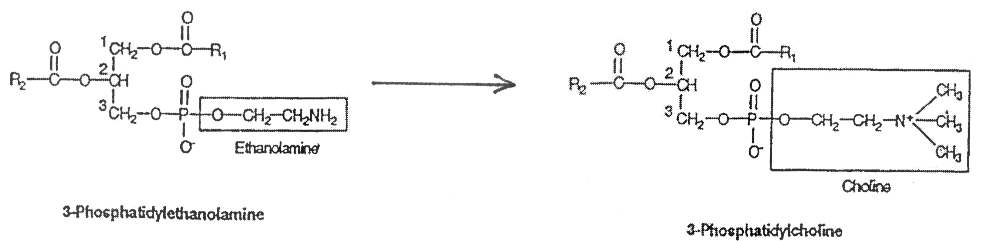 O
1 CH₂-O-C-R₁
O
R₂-C-O-CH
2
3 CH₂-O-P-O-CH₂-CH₂NH₂
O
O⁻
Ethanolamine
3-Phosphatidylethanolamine
O
1 CH₂-O-C-R₁
O
R₂-C-O-CH
2
3 CH₂-O-P-O-CH₂-CH₂-N⁺
O
O⁻
CH₃
CH₃
CH₃
Choline
3-Phosphatidylcholine